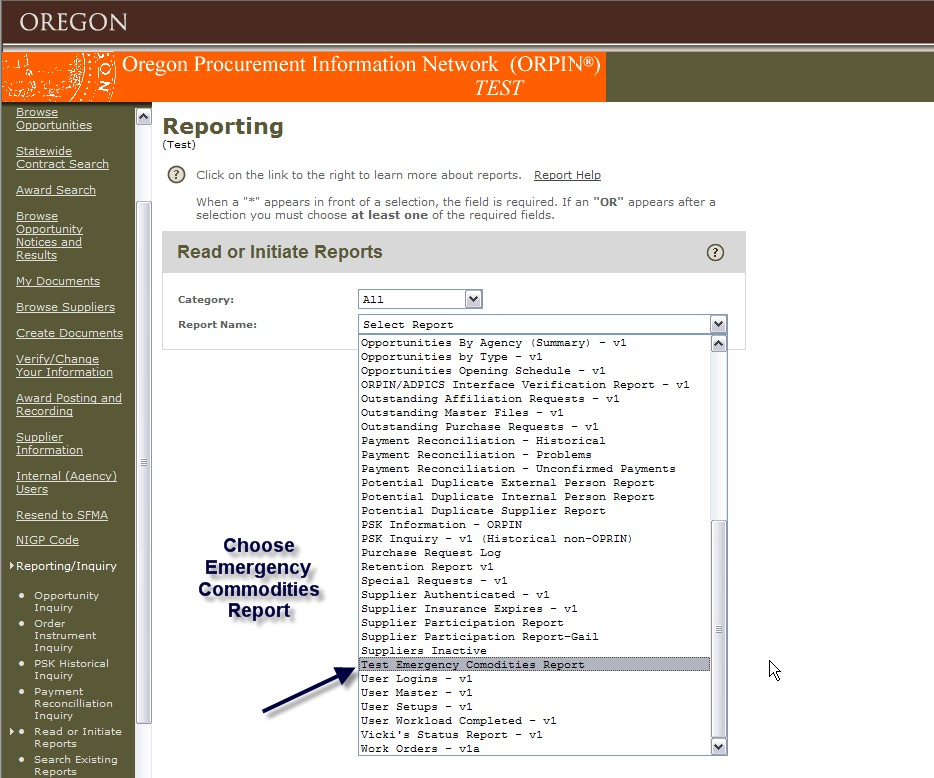 OREGON
Oregon Procurement Information Network (ORPIN®)
TEST
Browse
Opportunities
Statewide
Contract Search
Award Search
Browse
Opportunity
Notices and
Results
My Documents
Browse Suppliers
Create Documents
Verify/Change
Your Information
Award Posting and
Recording
Supplier
Information
Internal (Agency)
Users
Resend to SFMA
NIGP Code
Reporting/Inquiry
Opportunity
Inquiry
Order
Instrument
Inquiry
PSK Historical
Inquiry
Payment
Reconcilliation
Inquiry
Read or Initiate
Reports
Search Existing
Reports
Reporting
(Test)
? Click on the link to the right to learn more about reports. Report Help
When a "*" appears in front of a selection, the field is required. If an "OR" appears after a
selection you must choose at least one of the required fields.
Read or Initiate Reports ?
Category: All
Report Name: Select Report
Opportunities By Agency (Summary) - v1
Opportunities by Type - v1
Opportunities Opening Schedule - v1
ORPIN/ADPICS Interface Verification Report - v1
Outstanding Affiliation Requests - v1
Outstanding Master Files - v1
Outstanding Purchase Requests - v1
Payment Reconciliation - Historical
Payment Reconciliation - Problems
Payment Reconciliation - Unconfirmed Payments
Potential Duplicate External Person Report
Potential Duplicate Internal Person Report
Potential Duplicate Supplier Report
PSK Information - ORPIN
PSK Inquiry - v1 (Historical non-OPRIN)
Purchase Request Log
Retention Report v1
Special Requests - v1
Supplier Authenticated - v1
Supplier Insurance Expires - v1
Supplier Participation Report
Supplier Participation Report-Gail
Suppliers Inactive
Test Emergency Comodities Report
User Logins - v1
User Master - v1
User Setups - v1
User Workload Completed - v1
Vicki's Status Report - v1
Work Orders - v1a
Choose
Emergency
Commodities
Report